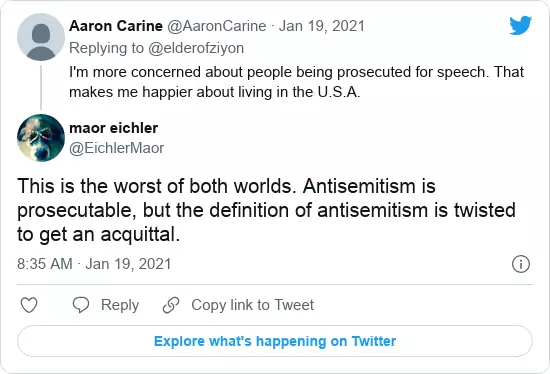 Aaron Carine @AaronCarine · Jan 19, 2021
Replying to @elderofziyon
I'm more concerned about people being prosecuted for speech. That
makes me happier about living in the U.S.A.
maor eichler
@EichlerMaor
This is the worst of both worlds. Antisemitism is
prosecutable, but the definition of antisemitism is twisted
to get an acquittal.
8:35 AM · Jan 19, 2021
Reply
Copy link to Tweet
Explore what's happening on Twitter